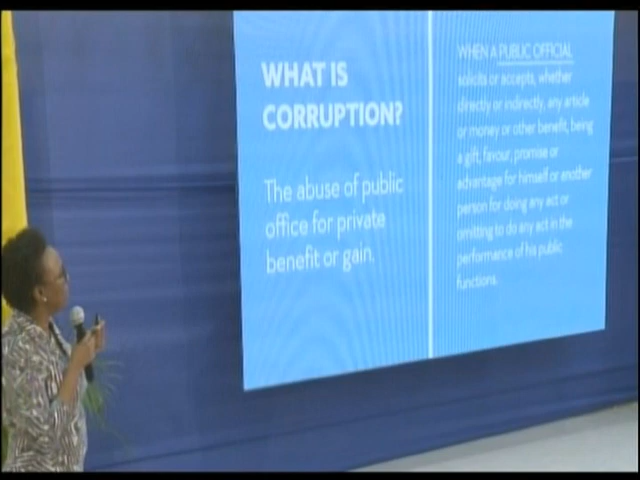 WHAT IS
CORRUPTION?
The abuse of public
office for private
benefit or gain.
WHEN A PUBLIC OFFICIAL
solicits or accepts, whether
directly or indirectly, any article
or money or other benefit, being
a gift, favour, promise or
advantage for himself or another
person for doing any act or
omitting to do any act in the
performance of his public
functions.